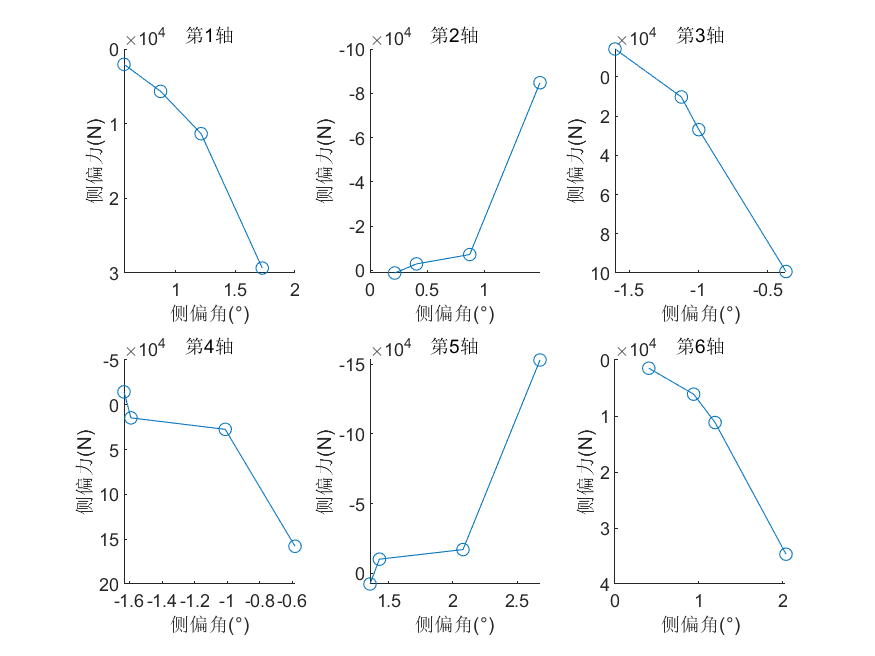 ×10⁴ 第1轴
0
1
2
3
侧偏力(N)
1 1.5 2
侧偏角(°)
×10⁴ 第2轴
-10
-8
-6
-4
-2
0
侧偏力(N)
0 0.5 1
侧偏角(°)
×10⁴ 第3轴
0
2
4
6
8
10
侧偏力(N)
-1.5 -1 -0.5
侧偏角(°)
×10⁴ 第4轴
-5
0
5
10
15
20
侧偏力(N)
-1.6 -1.4 -1.2 -1 -0.8 -0.6
侧偏角(°)
×10⁴ 第5轴
-15
-10
-5
0
侧偏力(N)
1.5 2 2.5
侧偏角(°)
×10⁴ 第6轴
0
1
2
3
4
侧偏力(N)
0 1 2
侧偏角(°)